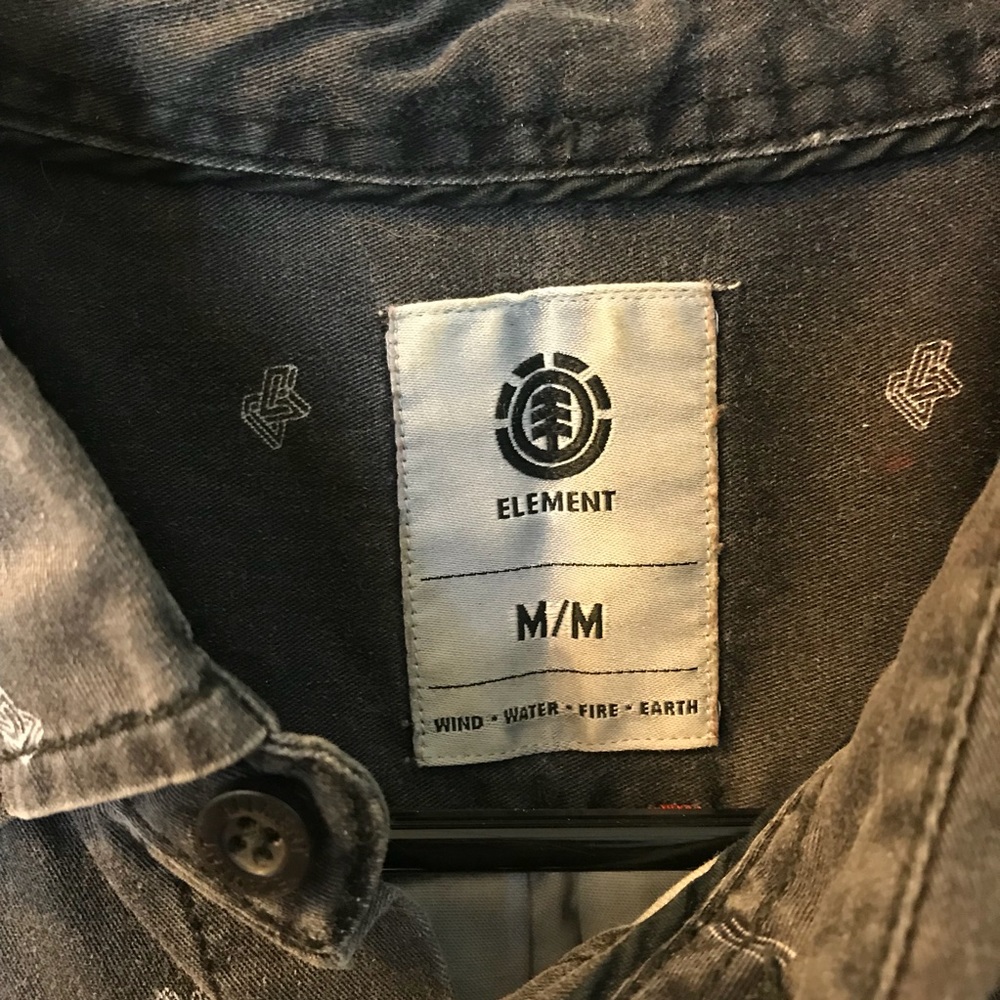 ELEMENT
M/M
WIND • WATER • FIRE • EARTH